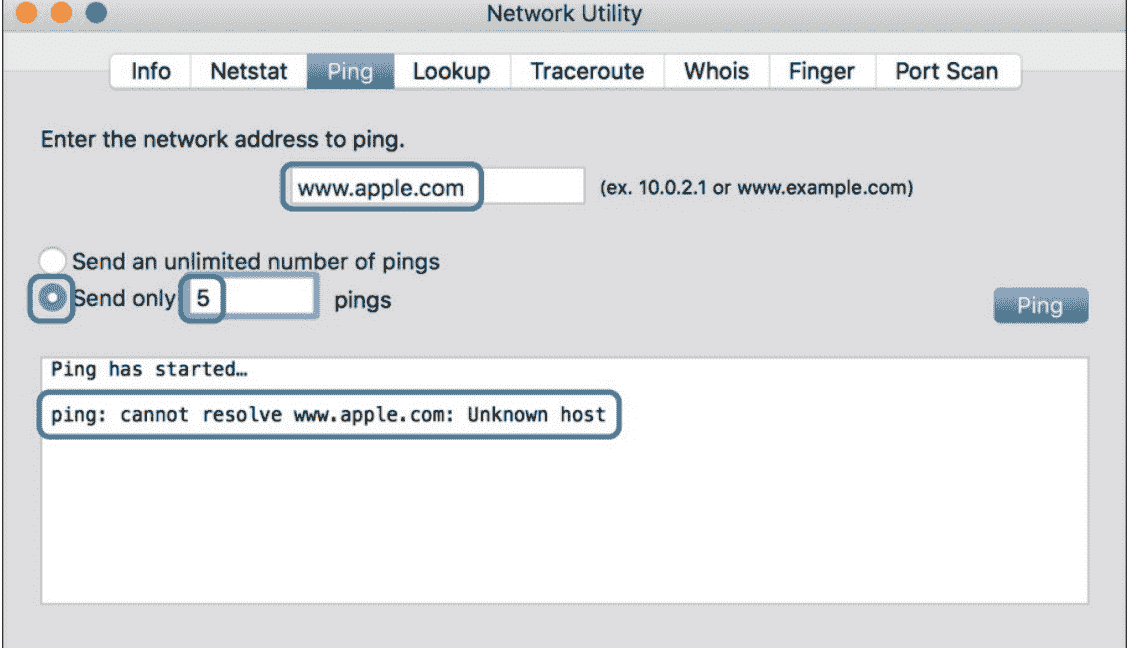 Network Utility
Info Netstat Ping Lookup Traceroute Whois Finger Port Scan
Enter the network address to ping.
www.apple.com (ex. 10.0.2.1 or www.example.com)
Send an unlimited number of pings
Send only 5 pings
Ping
Ping has started…
ping: cannot resolve www.apple.com: Unknown host